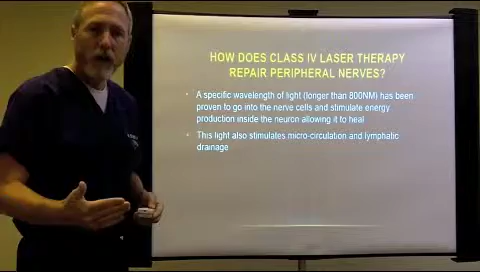 HOW DOES CLASS IV LASER THERAPY
REPAIR PERIPHERAL NERVES?
• A specific wavelength of light (longer than 800NM) has been
proven to go into the nerve cells and stimulate energy
production inside the neuron allowing it to heal
• This light also stimulates micro-circulation and lymphatic
drainage